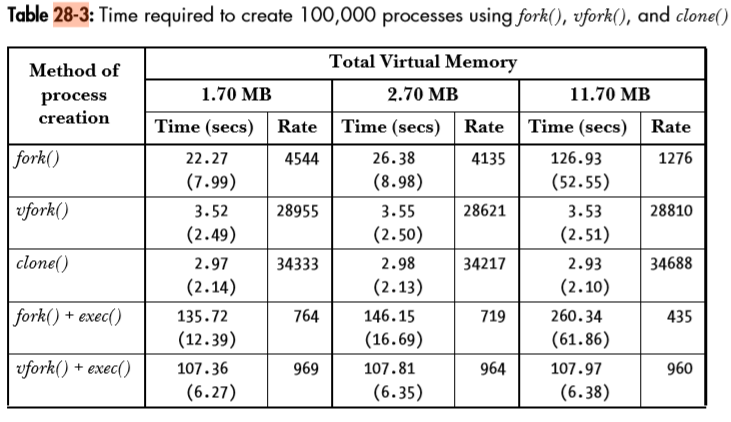 Table 28-3: Time required to create 100,000 processes using fork(), vfork(), and clone()
Method of process creation
Total Virtual Memory
1.70 MB 2.70 MB 11.70 MB
Time (secs) Rate Time (secs) Rate Time (secs) Rate
fork() 22.27 4544 26.38 4135 126.93 1276
(7.99) (8.98) (52.55)
vfork() 3.52 28955 3.55 28621 3.53 28810
(2.49) (2.50) (2.51)
clone() 2.97 34333 2.98 34217 2.93 34688
(2.14) (2.13) (2.10)
fork() + exec() 135.72 764 146.15 719 260.34 435
(12.39) (16.69) (61.86)
vfork() + exec() 107.36 969 107.81 964 107.97 960
(6.27) (6.35) (6.38)